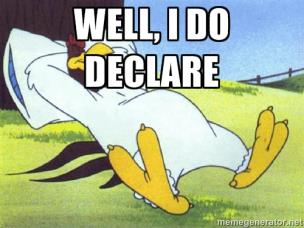 WELL, I DO
DECLARE
memegenerator.net